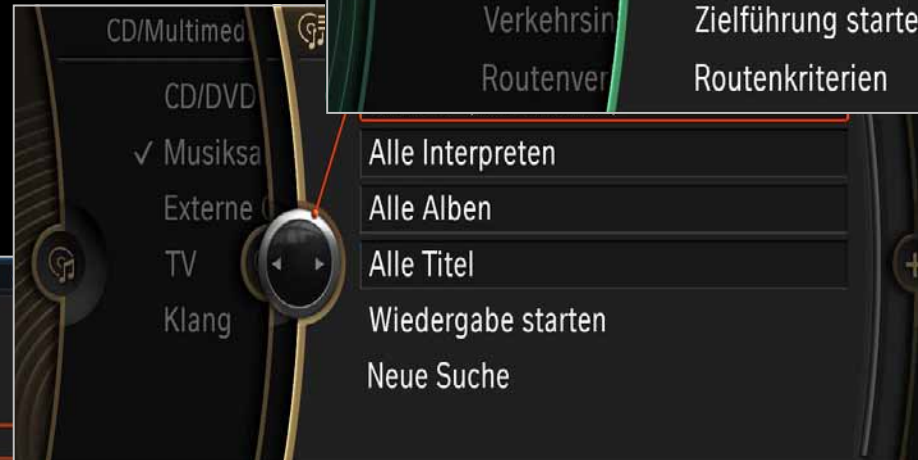 Verkehrsin
Zielführung starte
Routenver
Routenkriterien
CD/Multimed
CD/DVD
✓ Musiksa
Externe
TV
Klang
Alle Interpreten
Alle Alben
Alle Titel
Wiedergabe starten
Neue Suche